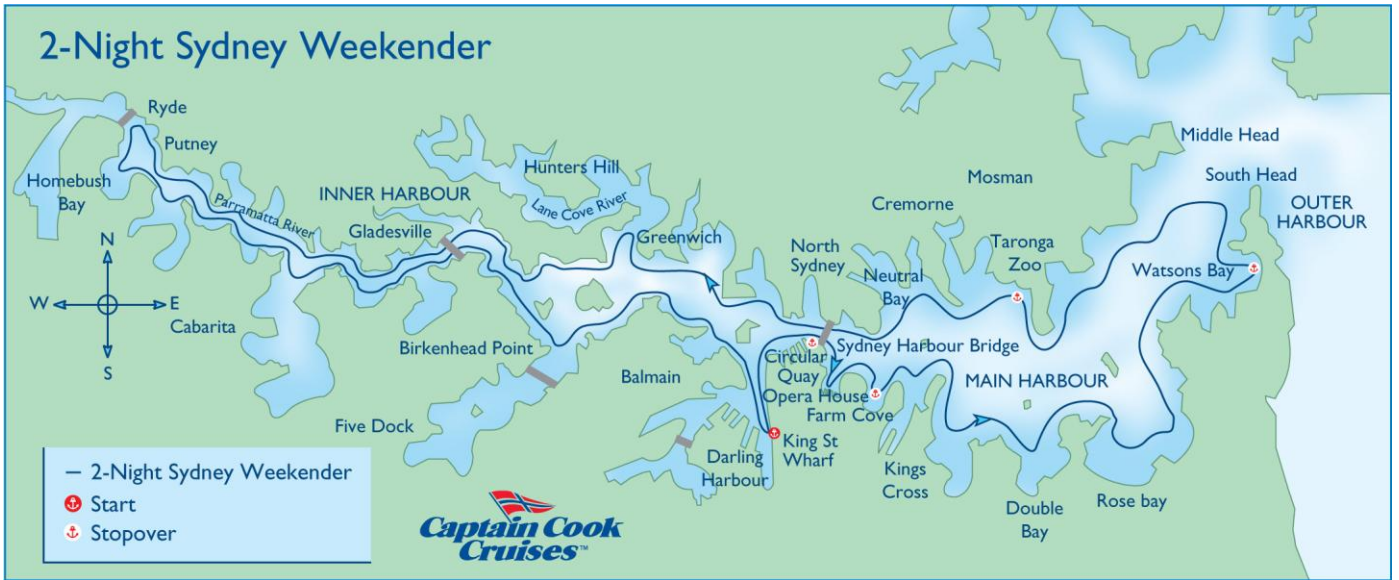 2-Night Sydney Weekender
Ryde
Putney
Homebush
Bay
Parramatta River
INNER HARBOUR
Gladesville
Hunters Hill
Lane Cove River
Greenwich
North
Sydney
Neutral
Bay
Cremorne
Mosman
Taronga
Zoo
Middle Head
South Head
OUTER
HARBOUR
Watsons Bay
N
W
E
S
Cabarita
Birkenhead Point
Five Dock
Balmain
Darling
Harbour
King St
Wharf
Sydney Harbour Bridge
Circular
Quay
Opera House
Farm Cove
MAIN HARBOUR
Kings
Cross
Double
Bay
Rose bay
2-Night Sydney Weekender
Start
Stopover
Captain Cook
Cruises™